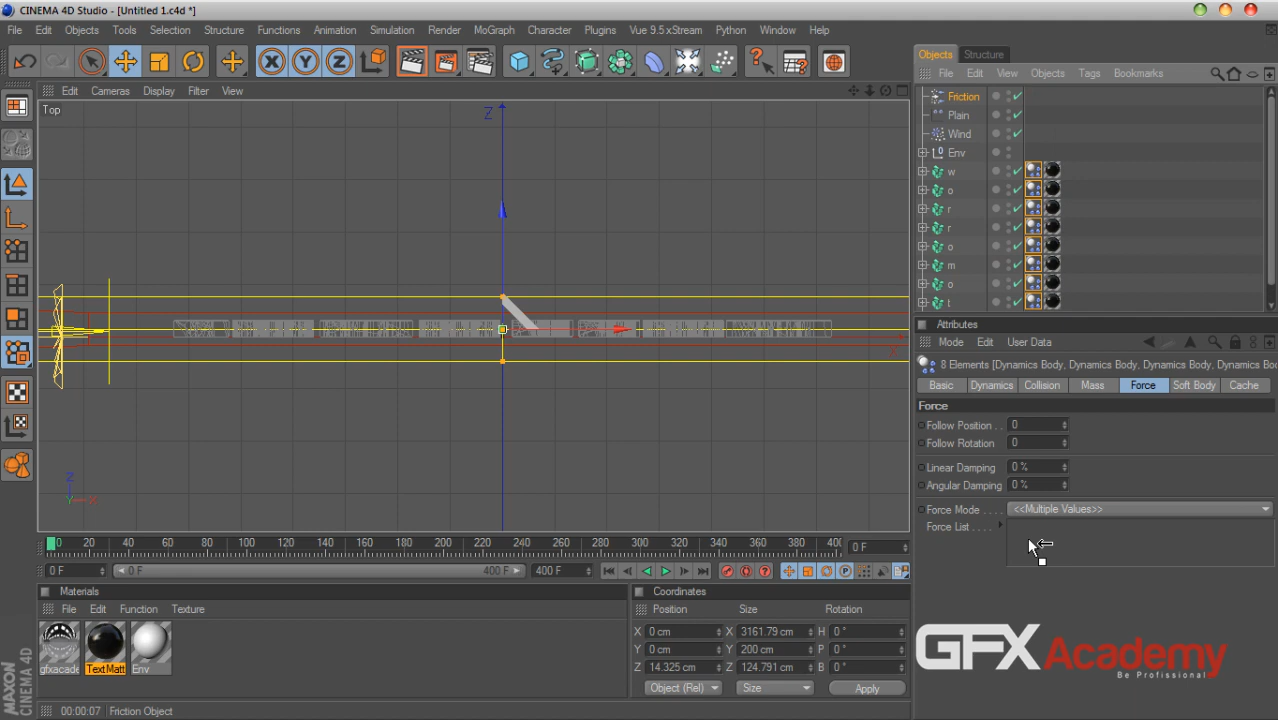 CINEMA 4D Studio - [Untitled 1.c4d *]
File Edit Objects Tools Selection Structure Functions Animation Simulation Render MoGraph Character Plugins Vue 9.5 xStream Python Window Help
Objects Structure
File Edit View Objects Tags Bookmarks
Edit Cameras Display Filter View
Top
Z
X
Z
Y X
Friction
Plain
Wind
Env
w
o
r
r
o
m
o
t
Attributes
Mode Edit User Data
8 Elements [Dynamics Body, Dynamics Body, Dynamics Body, Dynamics Bo
Basic Dynamics Collision Mass Force Soft Body Cache
Force
Follow Position . . 0
Follow Rotation 0
Linear Damping 0 %
Angular Damping 0 %
Force Mode . . . . <<Multiple Values>>
Force List . . . .
0 20 40 60 80 100 120 140 160 180 200 220 240 260 280 300 320 340 360 380 40 0 F
0 F 0 F 400 F 400 F
Materials
File Edit Function Texture
gfxacade TextMatt Env
Coordinates
Position Size Rotation
X 0 cm X 3161.79 cm H 0 °
Y 0 cm Y 200 cm P 0 °
Z 14.325 cm Z 124.791 cm B 0 °
Object (Rel) Size Apply
GFX Academy
Be Profissional
MAXON
CINEMA 4D
00:00:07 Friction Object